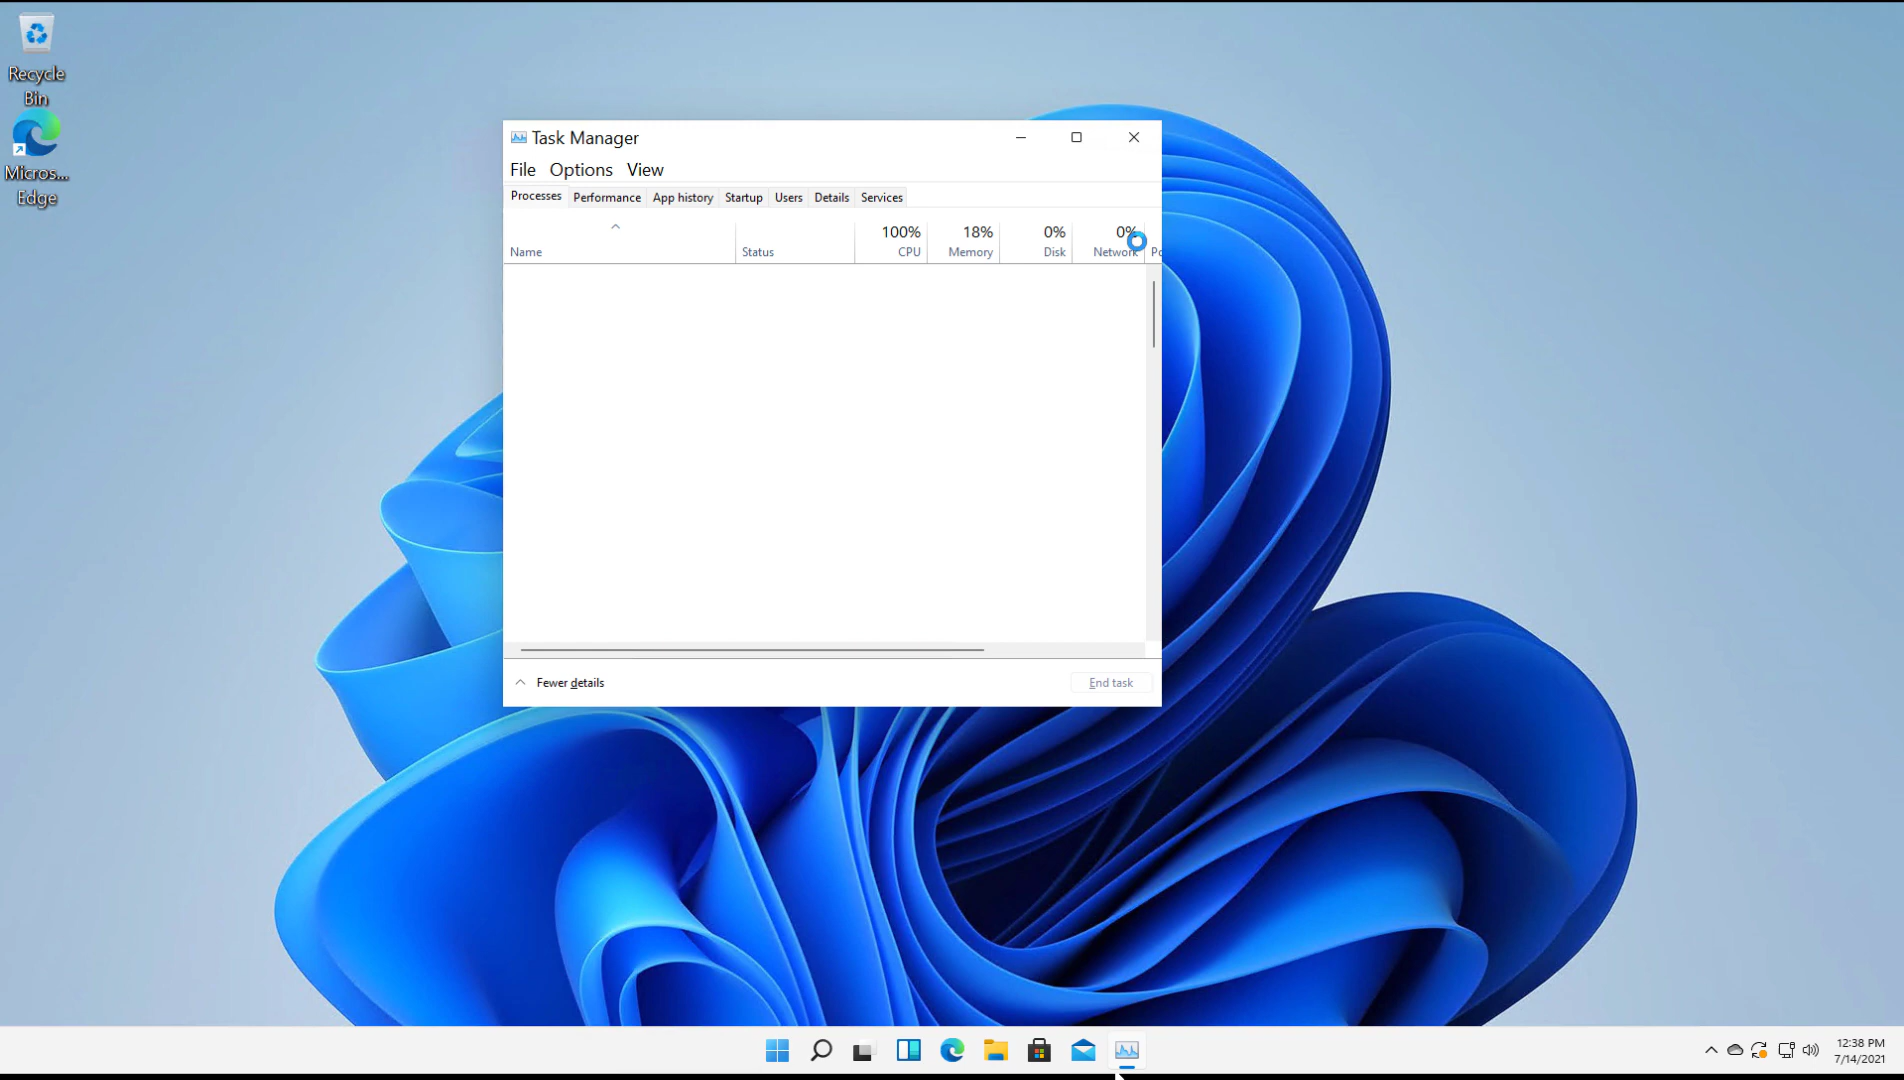 Recycle
Bin
Micros...
Edge
Task Manager
File Options View
Processes Performance App history Startup Users Details Services
100% 18% 0% 0%
Name Status CPU Memory Disk Network Po
Fewer details End task
12:38 PM
7/14/2021